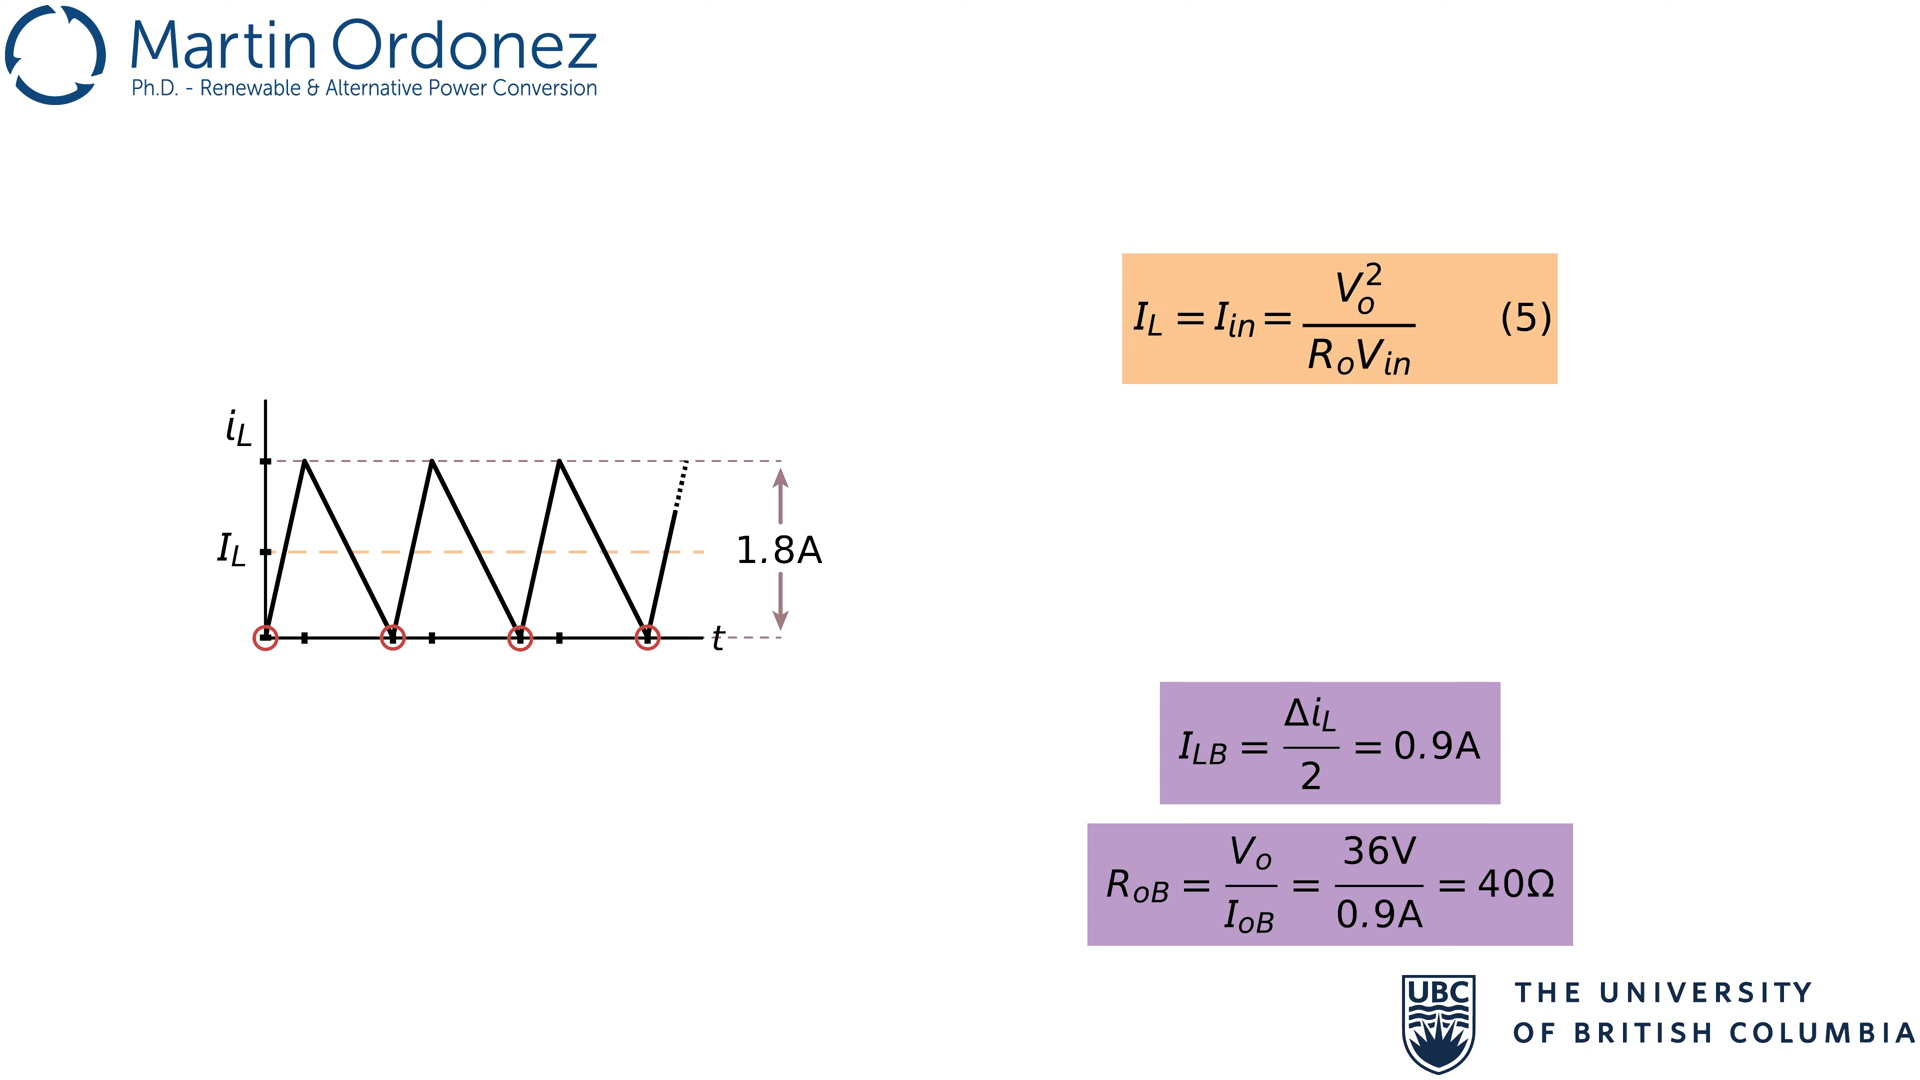 Martin Ordonez
Ph.D. - Renewable & Alternative Power Conversion
I_L = I_in = V_o^2 / R_o V_in (5)
i_L
I_L
1.8A
t
I_LB = Δi_L / 2 = 0.9A
R_oB = V_o / I_oB = 36V / 0.9A = 40Ω
UBC
THE UNIVERSITY
OF BRITISH COLUMBIA